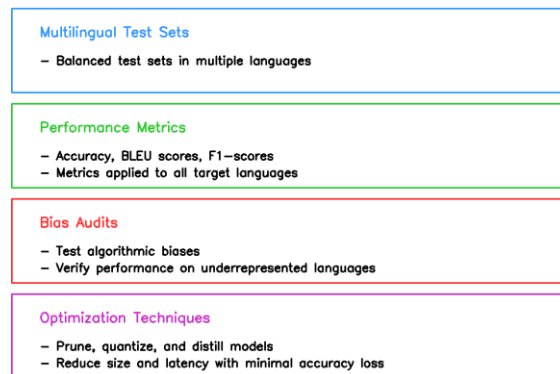 Multilingual Test Sets
– Balanced test sets in multiple languages
Performance Metrics
– Accuracy, BLEU scores, F1–scores
– Metrics applied to all target languages
Bias Audits
– Test algorithmic biases
– Verify performance on underrepresented languages
Optimization Techniques
– Prune, quantize, and distill models
– Reduce size and latency with minimal accuracy loss